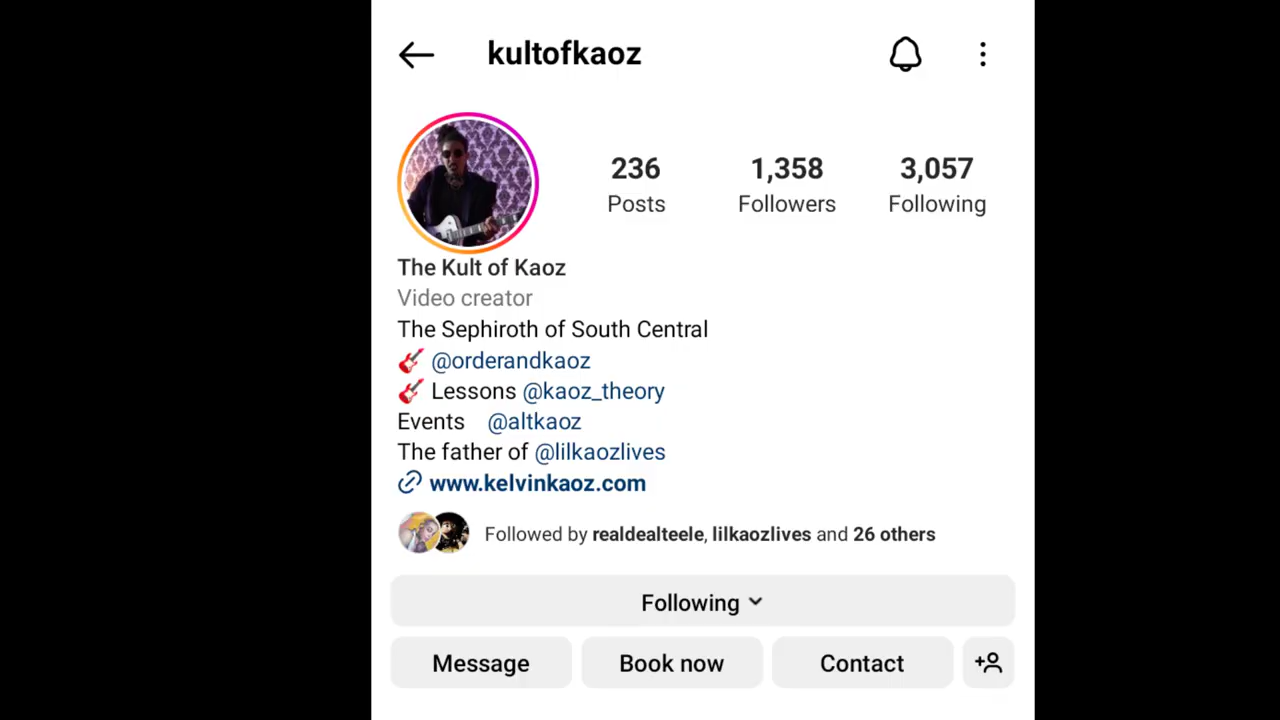 kultofkaoz
236 1,358 3,057
Posts Followers Following
The Kult of Kaoz
Video creator
The Sephiroth of South Central
🎸 @orderandkaoz
🎸 Lessons @kaoz_theory
Events @altkaoz
The father of @lilkaozlives
www.kelvinkaoz.com
Followed by realdealteele, lilkaozlives and 26 others
Following
Message Book now Contact